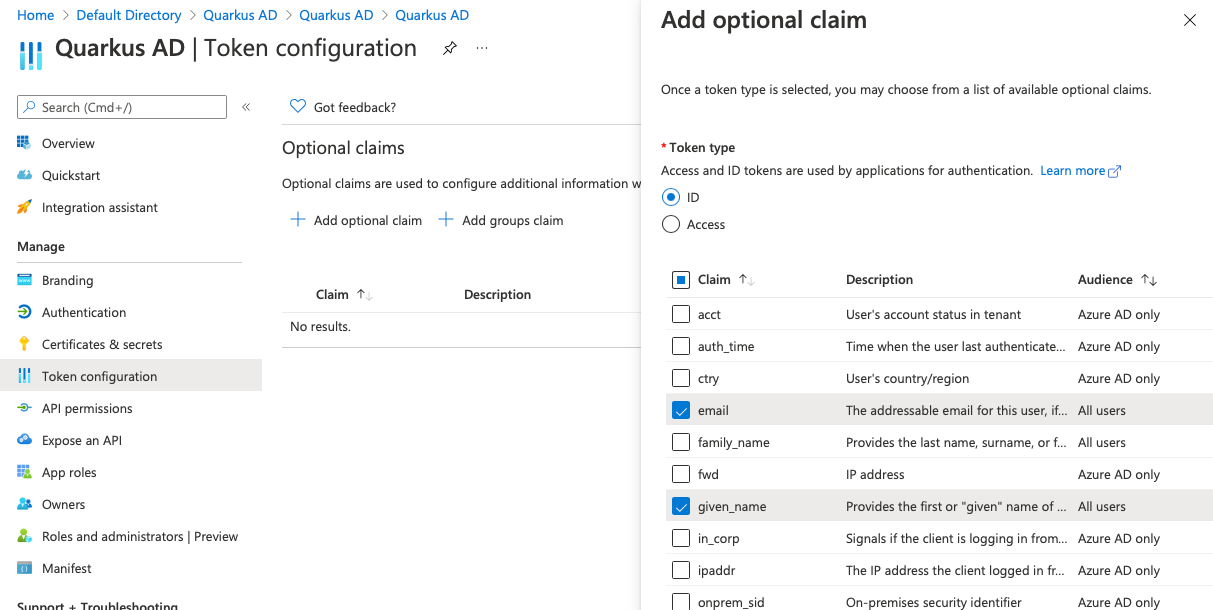 Home > Default Directory > Quarkus AD > Quarkus AD > Quarkus AD
Quarkus AD | Token configuration ...
Search (Cmd+/)
«
Overview
Quickstart
Integration assistant
Manage
Branding
Authentication
Certificates & secrets
Token configuration
API permissions
Expose an API
App roles
Owners
Roles and administrators | Preview
Manifest
Support + Troubleshooting
Got feedback?
Optional claims
Optional claims are used to configure additional information w
Add optional claim Add groups claim
Claim Description
No results.
Add optional claim
Once a token type is selected, you may choose from a list of available optional claims.
* Token type
Access and ID tokens are used by applications for authentication. Learn more
ID
Access
Claim Description Audience
acct User's account status in tenant Azure AD only
auth_time Time when the user last authenticate... Azure AD only
ctry User's country/region Azure AD only
email The addressable email for this user, if... All users
family_name Provides the last name, surname, or f... All users
fwd IP address Azure AD only
given_name Provides the first or "given" name of ... All users
in_corp Signals if the client is logging in from... Azure AD only
ipaddr The IP address the client logged in fr... Azure AD only
onprem_sid On-premises security identifier Azure AD only